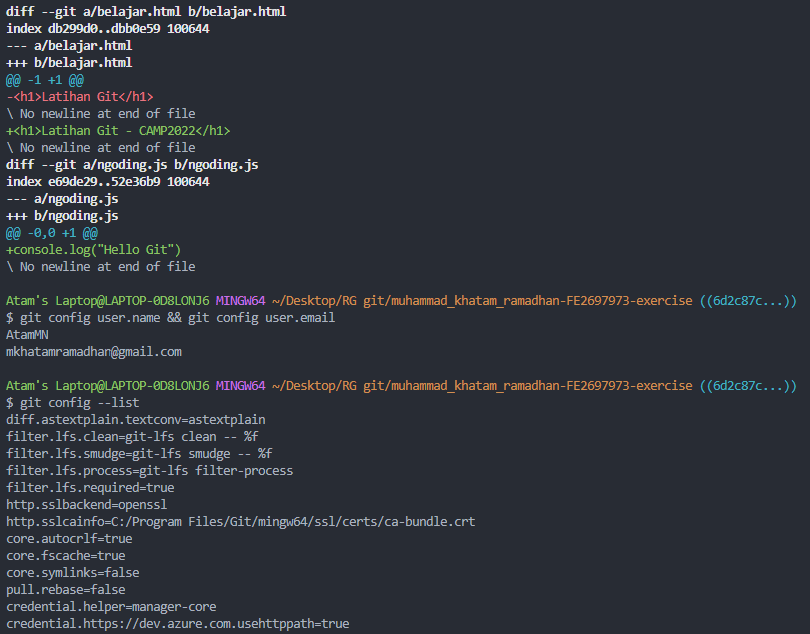 diff --git a/belajar.html b/belajar.html
index db299d0..dbb0e59 100644
--- a/belajar.html
+++ b/belajar.html
@@ -1 +1 @@
-<h1>Latihan Git</h1>
\ No newline at end of file
+<h1>Latihan Git - CAMP2022</h1>
\ No newline at end of file
diff --git a/ngoding.js b/ngoding.js
index e69de29..52e36b9 100644
--- a/ngoding.js
+++ b/ngoding.js
@@ -0,0 +1 @@
+console.log("Hello Git")
\ No newline at end of file
Atam's Laptop@LAPTOP-0D8LONJ6 MINGW64 ~/Desktop/RG git/muhammad_khatam_ramadhan-FE2697973-exercise ((6d2c87c...))
$ git config user.name && git config user.email
AtamMN
mkhatamramadhan@gmail.com
Atam's Laptop@LAPTOP-0D8LONJ6 MINGW64 ~/Desktop/RG git/muhammad_khatam_ramadhan-FE2697973-exercise ((6d2c87c...))
$ git config --list
diff.astextplain.textconv=astextplain
filter.lfs.clean=git-lfs clean -- %f
filter.lfs.smudge=git-lfs smudge -- %f
filter.lfs.process=git-lfs filter-process
filter.lfs.required=true
http.sslbackend=openssl
http.sslcainfo=C:/Program Files/Git/mingw64/ssl/certs/ca-bundle.crt
core.autocrlf=true
core.fscache=true
core.symlinks=false
pull.rebase=false
credential.helper=manager-core
credential.https://dev.azure.com.usehttppath=true